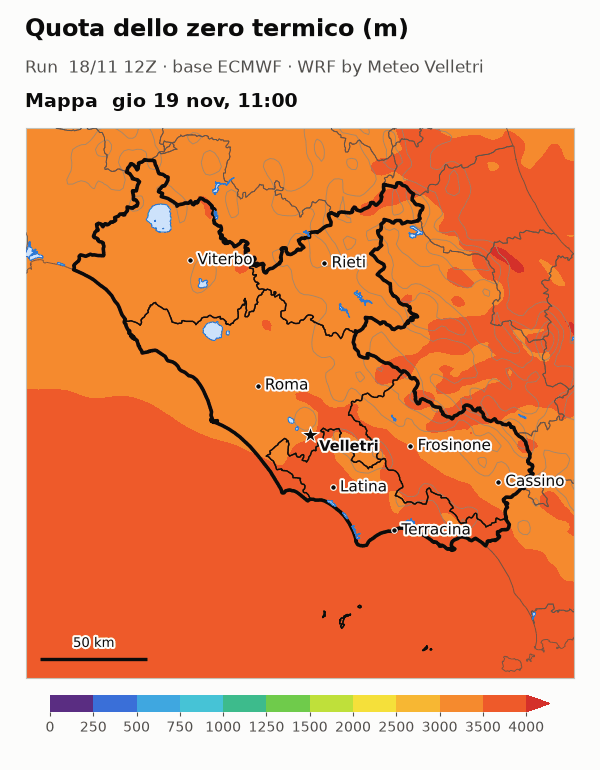 Quota dello zero termico (m)
Run  18/11 12Z · base ECMWF · WRF by Meteo Velletri
Mappa  gio 19 nov, 11:00
Viterbo
Rieti
Roma
Velletri
Frosinone
Latina
Cassino
Terracina
50 km
0 250 500 750 1000 1250 1500 2000 2500 3000 3500 4000